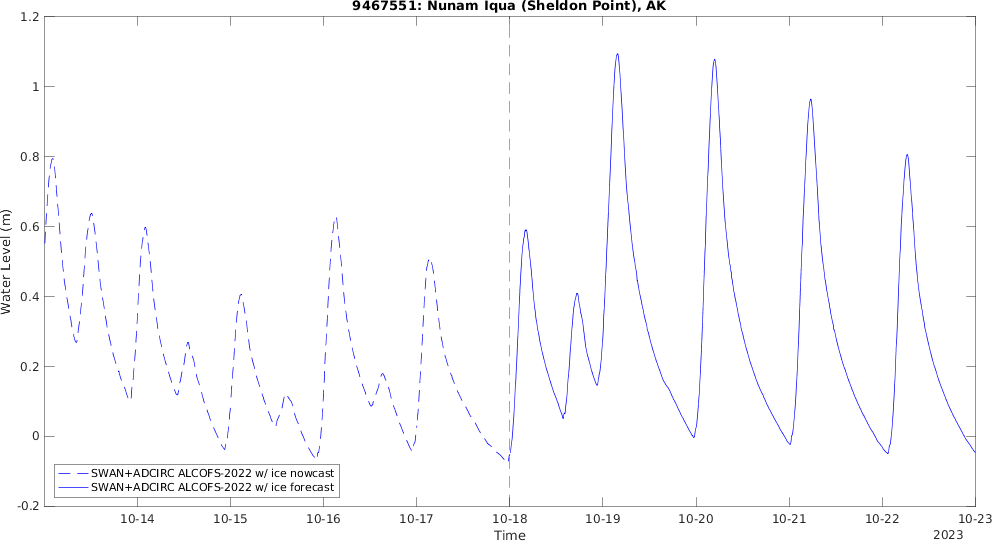 9467551: Nunam Iqua (Sheldon Point), AK
1.2
1
0.8
0.6
0.4
0.2
0
-0.2
Water Level (m)
SWAN+ADCIRC ALCOFS-2022 w/ ice nowcast
SWAN+ADCIRC ALCOFS-2022 w/ ice forecast
10-14 10-15 10-16 10-17 10-18 10-19 10-20 10-21 10-22 10-23
Time
2023